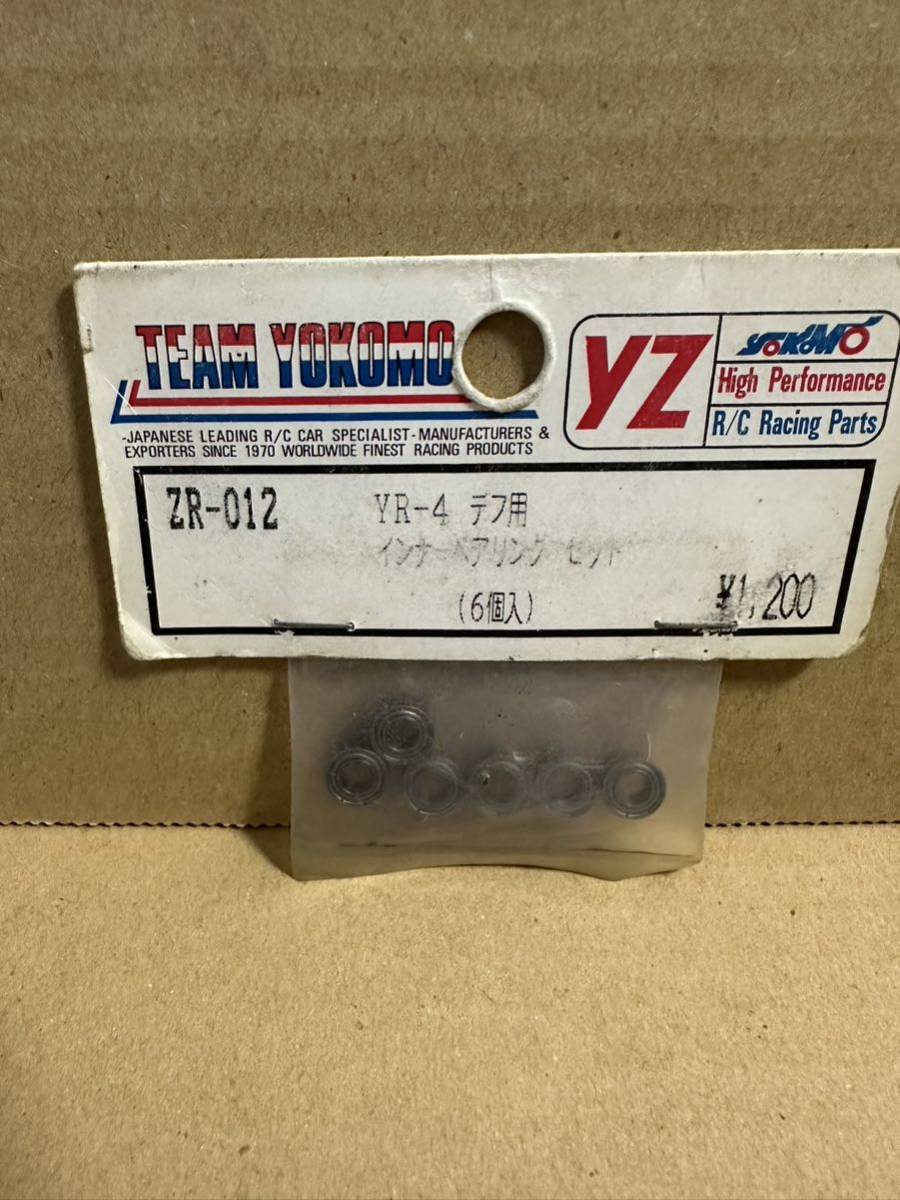 TEAM YOKOMO
YZ
YOKOMO
High Performance
R/C Racing Parts
-JAPANESE LEADING R/C CAR SPECIALIST-MANUFACTURERS &
EXPORTERS SINCE 1970 WORLDWIDE FINEST RACING PRODUCTS
ZR-012 YR-4 デフ用
インナーベアリング セット
(6個入) ¥1,200